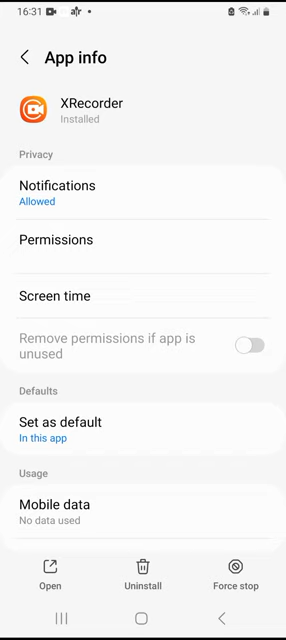 16:31
App info
XRecorder
Installed
Privacy
Notifications
Allowed
Permissions
Screen time
Remove permissions if app is
unused
Defaults
Set as default
In this app
Usage
Mobile data
No data used
Open
Uninstall
Force stop